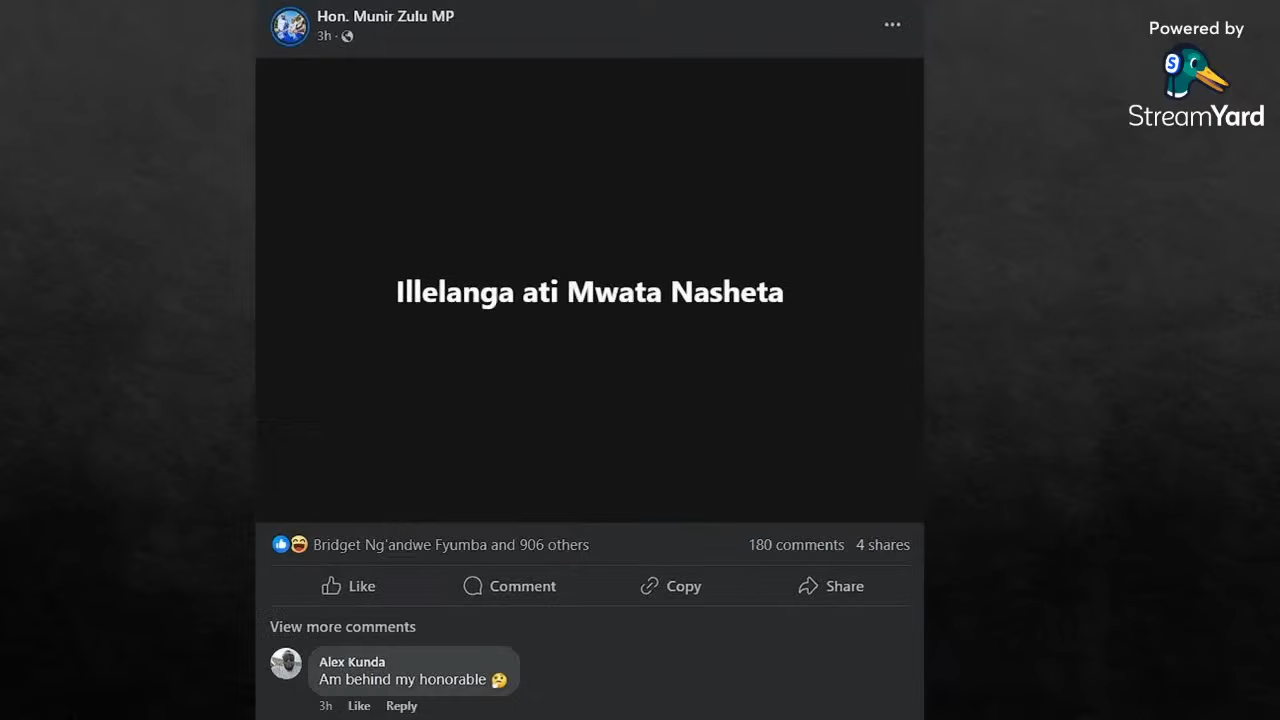 Hon. Munir Zulu MP
3h ·
Powered by
StreamYard
Illelanga ati Mwata Nasheta
Bridget Ng'andwe Fyumba and 906 others 180 comments 4 shares
Like Comment Copy Share
View more comments
Alex Kunda
Am behind my honorable 🤔
3h Like Reply